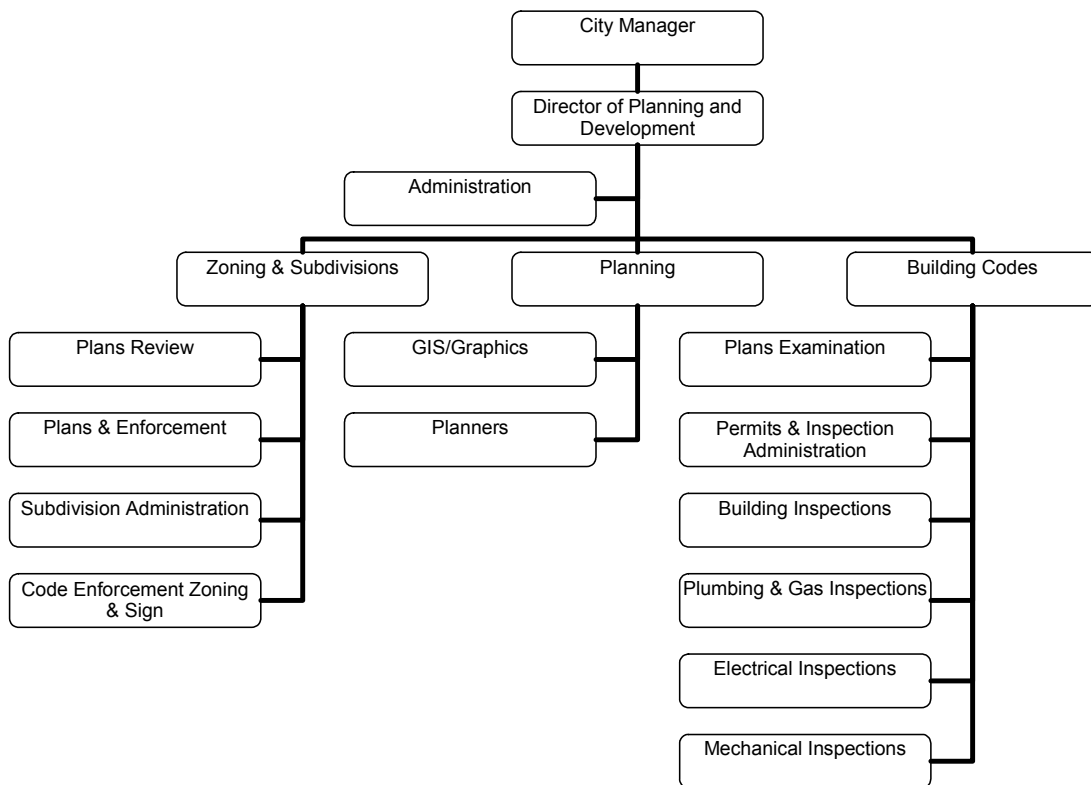 City Manager
Director of Planning and
Development
Administration
Zoning & Subdivisions
Planning
Building Codes
Plans Review
GIS/Graphics
Plans Examination
Plans & Enforcement
Planners
Permits & Inspection
Administration
Subdivision Administration
Building Inspections
Code Enforcement Zoning
& Sign
Plumbing & Gas Inspections
Electrical Inspections
Mechanical Inspections